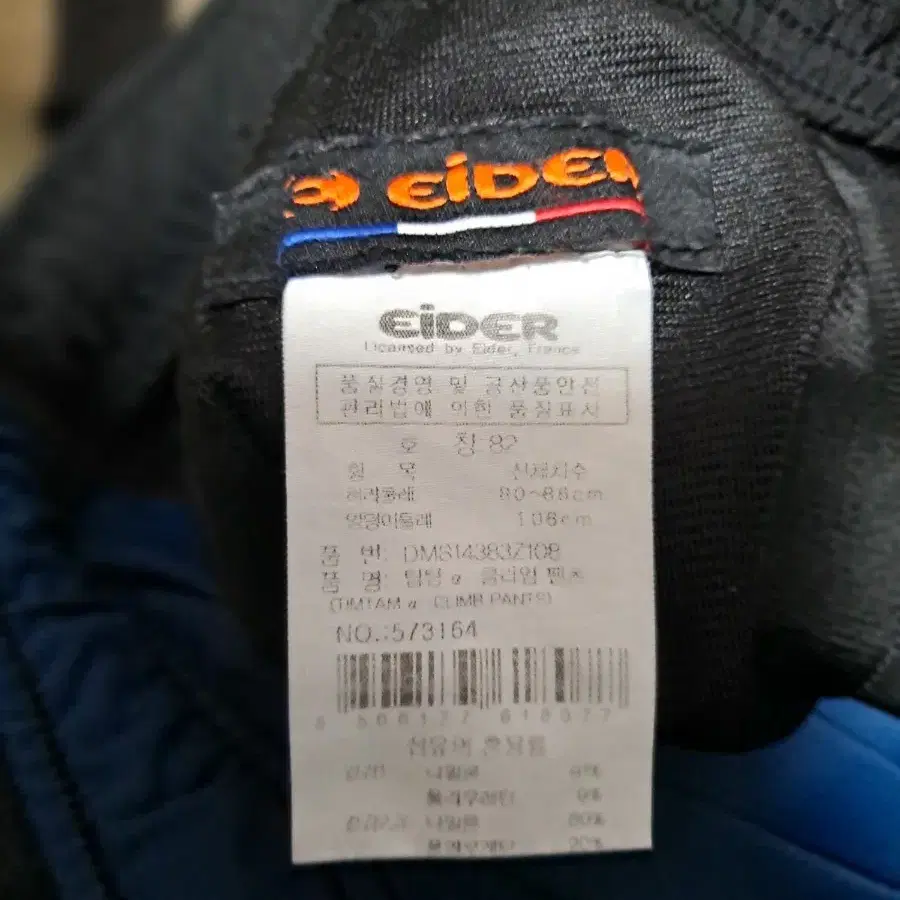 EiDER
EiDER
Licensed by Eider, France
품질경영 및 공산품안전
관리법에 의한 품질표시
호 칭:82
항 목 신체치수
허리둘레 80~86cm
엉덩이둘레 106cm
품 번: DMS14383Z108
품 명: 팀탐 α 클라임 팬츠
(TIMTAM α CLIMB PANTS)
NO.:573164
섬유의 혼용률
나일론
폴리우레탄 9%
나일론 80%
폴리우레탄 20%